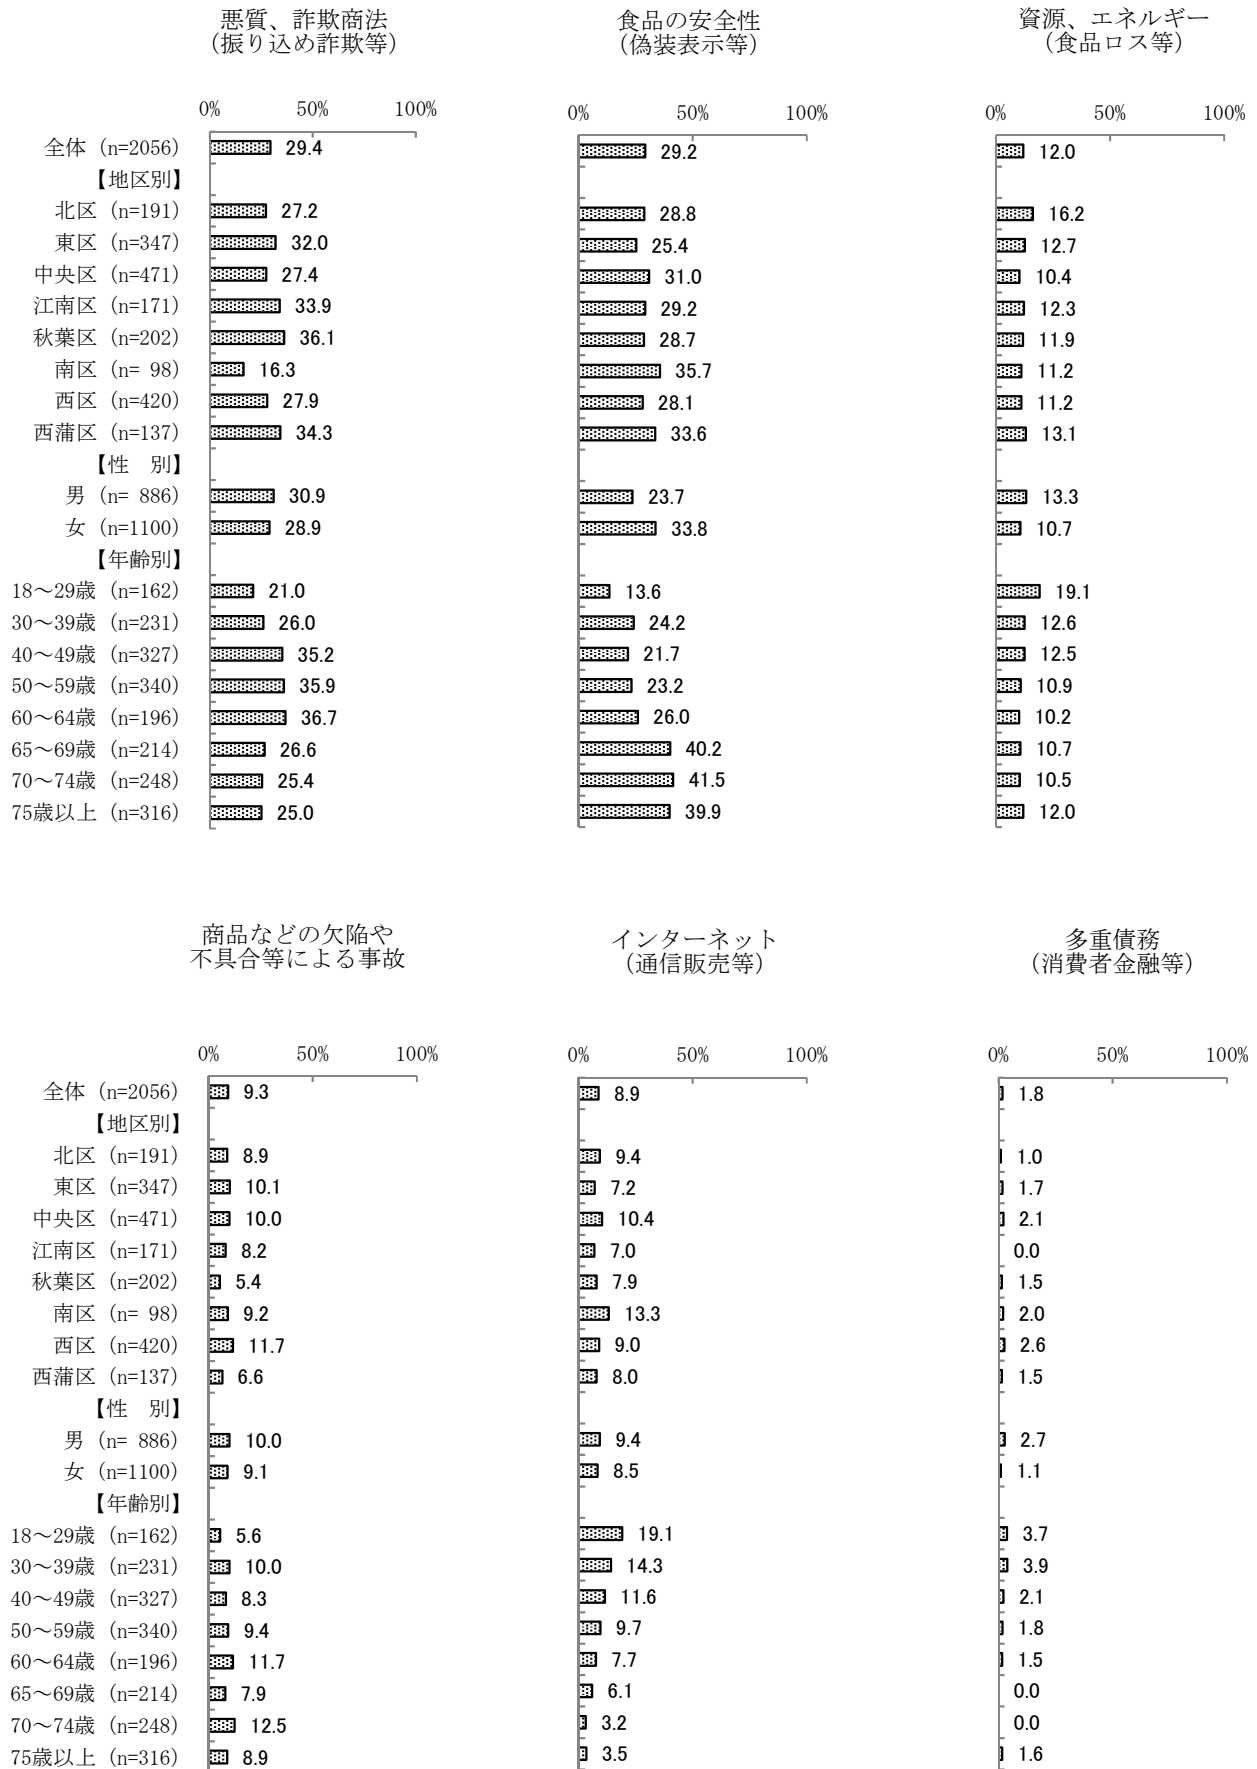 悪質、詐欺商法
（振り込め詐欺等）
食品の安全性
（偽装表示等）
資源、エネルギー
（食品ロス等）
0% 50% 100%
0% 50% 100%
0% 50% 100%
全体（n=2056） 29.4 29.2 12.0
【地区別】
北区（n=191） 27.2 28.8 16.2
東区（n=347） 32.0 25.4 12.7
中央区（n=471） 27.4 31.0 10.4
江南区（n=171） 33.9 29.2 12.3
秋葉区（n=202） 36.1 28.7 11.9
南区（n= 98） 16.3 35.7 11.2
西区（n=420） 27.9 28.1 11.2
西蒲区（n=137） 34.3 33.6 13.1
【性　別】
男（n= 886） 30.9 23.7 13.3
女（n=1100） 28.9 33.8 10.7
【年齢別】
18～29歳（n=162） 21.0 13.6 19.1
30～39歳（n=231） 26.0 24.2 12.6
40～49歳（n=327） 35.2 21.7 12.5
50～59歳（n=340） 35.9 23.2 10.9
60～64歳（n=196） 36.7 26.0 10.2
65～69歳（n=214） 26.6 40.2 10.7
70～74歳（n=248） 25.4 41.5 10.5
75歳以上（n=316） 25.0 39.9 12.0
商品などの欠陥や
不具合等による事故
インターネット
（通信販売等）
多重債務
（消費者金融等）
0% 50% 100%
0% 50% 100%
0% 50% 100%
全体（n=2056） 9.3 8.9 1.8
【地区別】
北区（n=191） 8.9 9.4 1.0
東区（n=347） 10.1 7.2 1.7
中央区（n=471） 10.0 10.4 2.1
江南区（n=171） 8.2 7.0 0.0
秋葉区（n=202） 5.4 7.9 1.5
南区（n= 98） 9.2 13.3 2.0
西区（n=420） 11.7 9.0 2.6
西蒲区（n=137） 6.6 8.0 1.5
【性　別】
男（n= 886） 10.0 9.4 2.7
女（n=1100） 9.1 8.5 1.1
【年齢別】
18～29歳（n=162） 5.6 19.1 3.7
30～39歳（n=231） 10.0 14.3 3.9
40～49歳（n=327） 8.3 11.6 2.1
50～59歳（n=340） 9.4 9.7 1.8
60～64歳（n=196） 11.7 7.7 1.5
65～69歳（n=214） 7.9 6.1 0.0
70～74歳（n=248） 12.5 3.2 0.0
75歳以上（n=316） 8.9 3.5 1.6